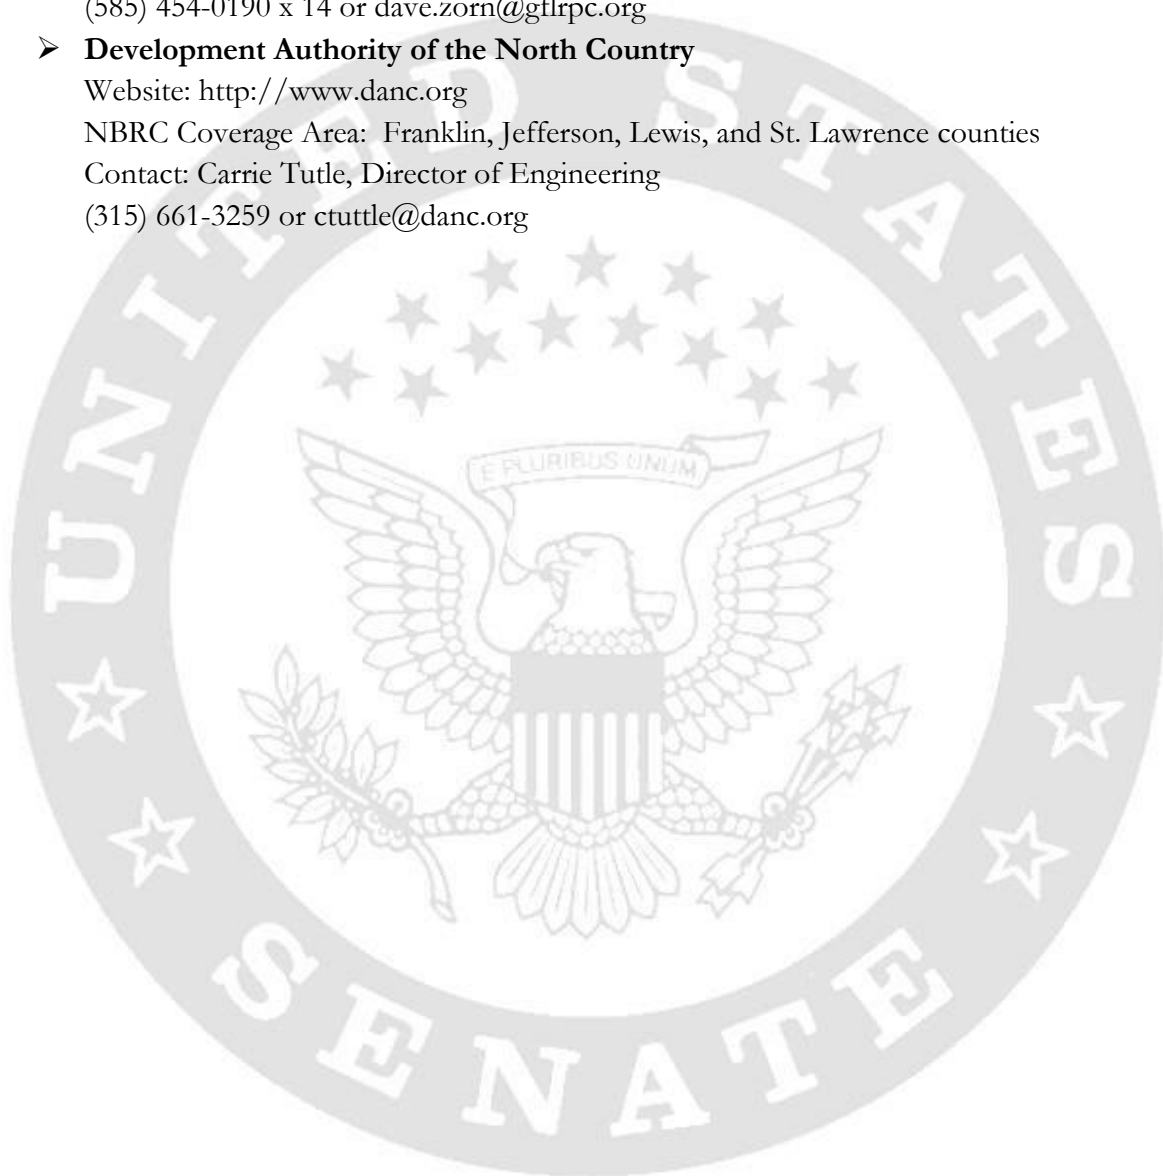 (585) 454-0190 x 14 or dave.zorn@gflrpc.org
➢ Development Authority of the North Country
Website: http://www.danc.org
NBRC Coverage Area:  Franklin, Jefferson, Lewis, and St. Lawrence counties
Contact: Carrie Tutle, Director of Engineering
(315) 661-3259 or ctuttle@danc.org
E PLURIBUS UNUM
UNITED STATES
SENATE